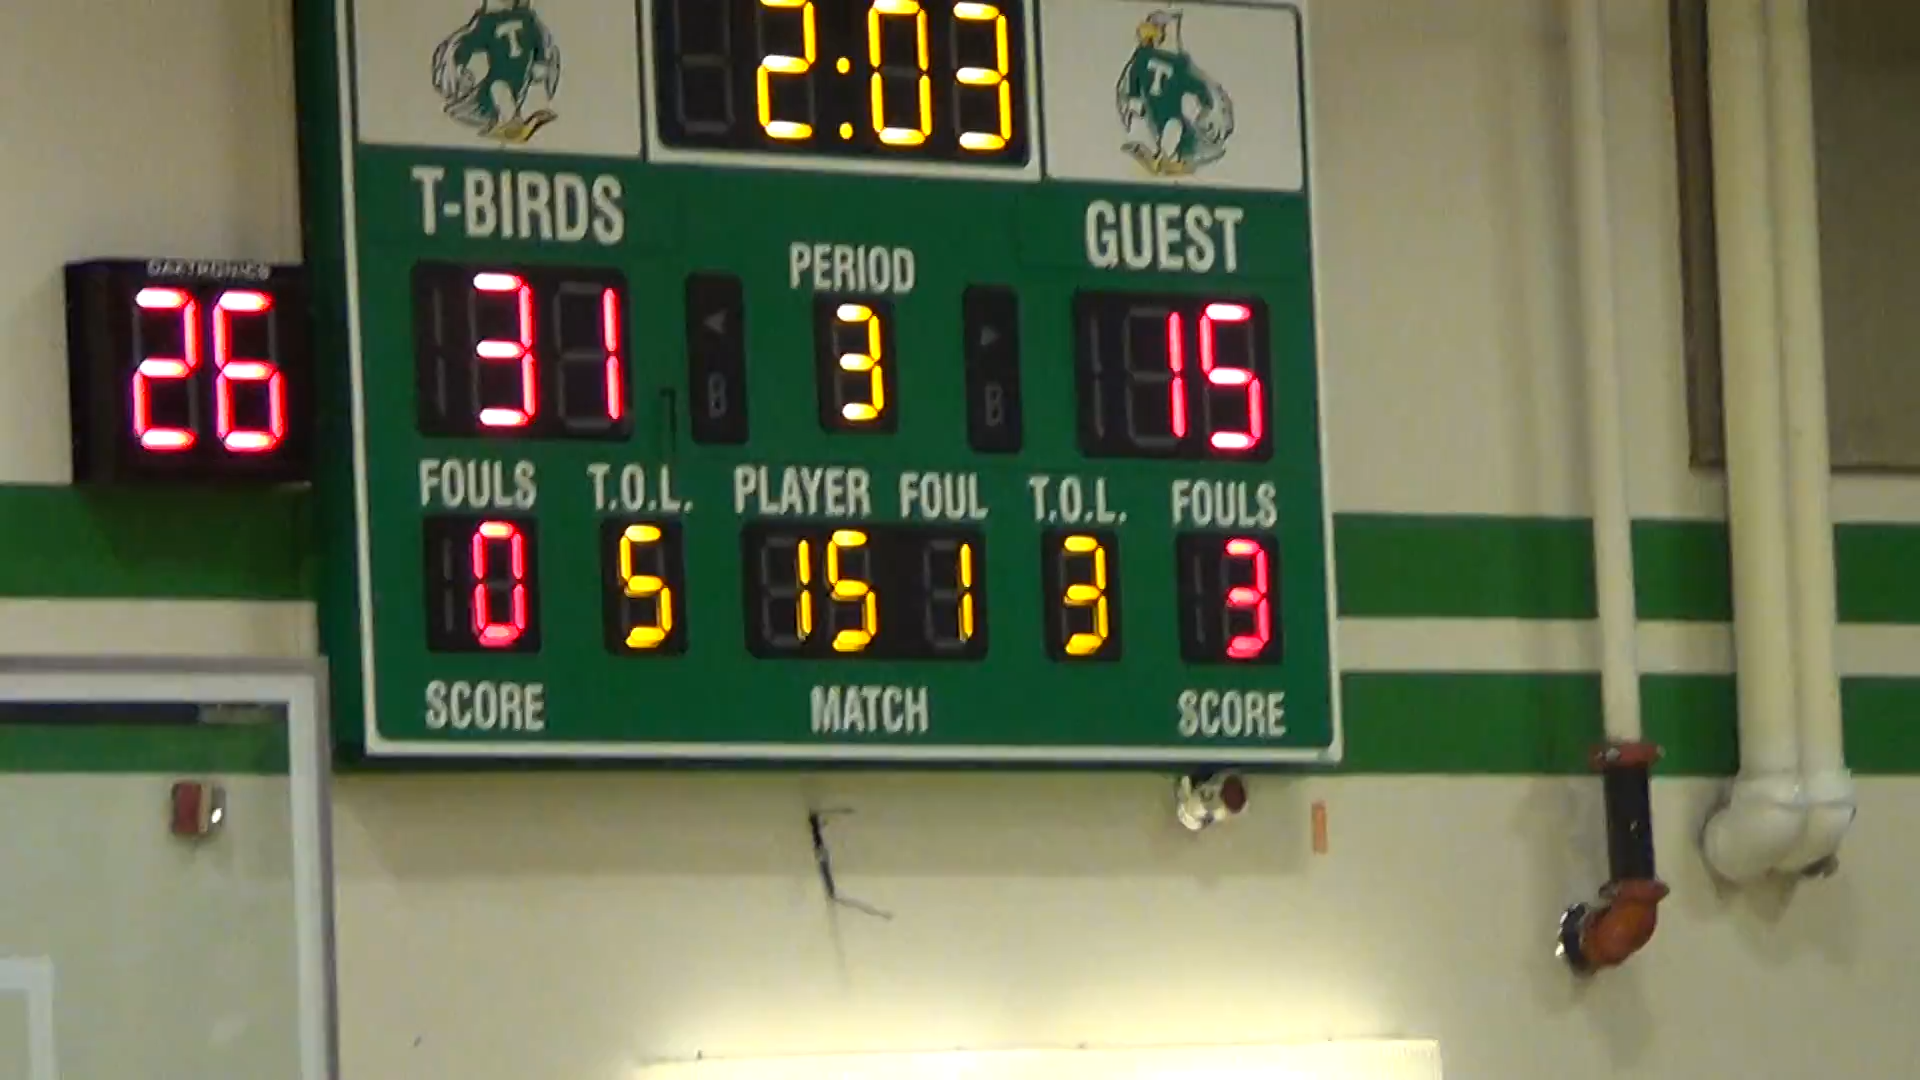 T
2:03
T
T-BIRDS
GUEST
DAKTRONICS
26
31
PERIOD
3
15
B
B
FOULS
T.O.L.
PLAYER
FOUL
T.O.L.
FOULS
0
5
15
1
3
3
SCORE
MATCH
SCORE